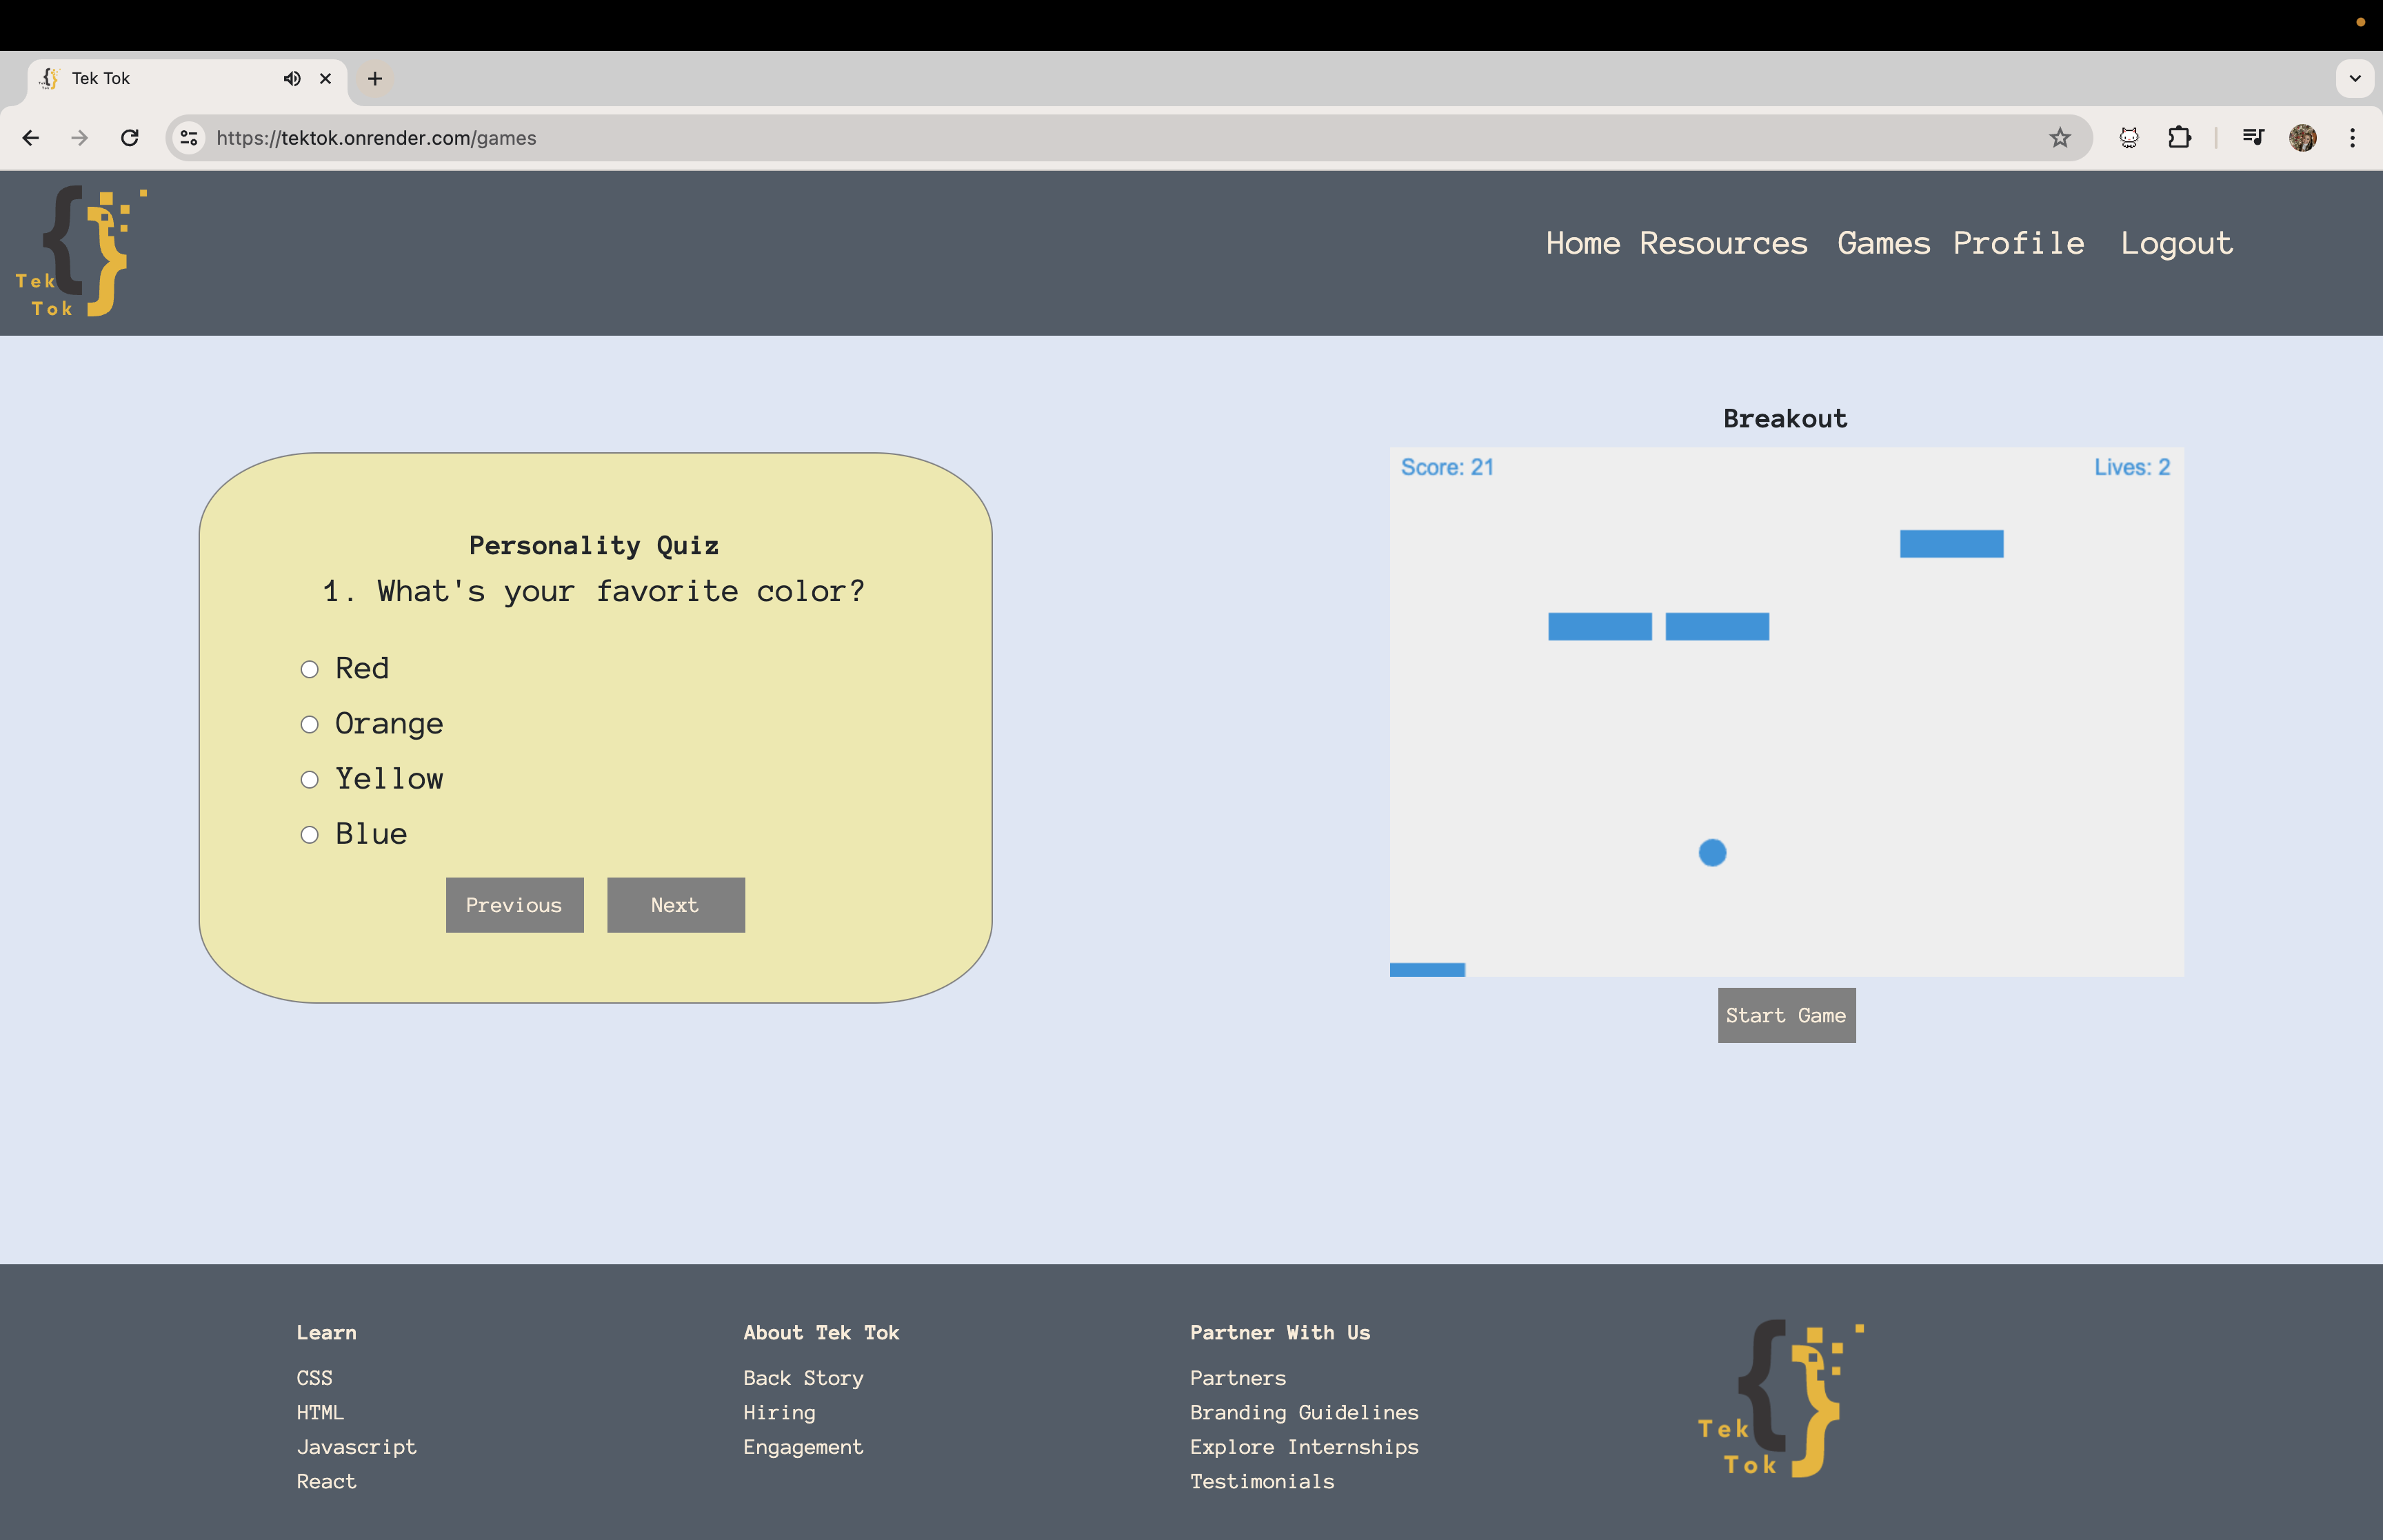 Tek Tok
https://tektok.onrender.com/games
Tek
Tok
Home Resources Games Profile Logout
Personality Quiz
1. What's your favorite color?
Red
Orange
Yellow
Blue
Previous Next
Breakout
Score: 21 Lives: 2
Start Game
Learn
CSS
HTML
Javascript
React
About Tek Tok
Back Story
Hiring
Engagement
Partner With Us
Partners
Branding Guidelines
Explore Internships
Testimonials
Tek
Tok